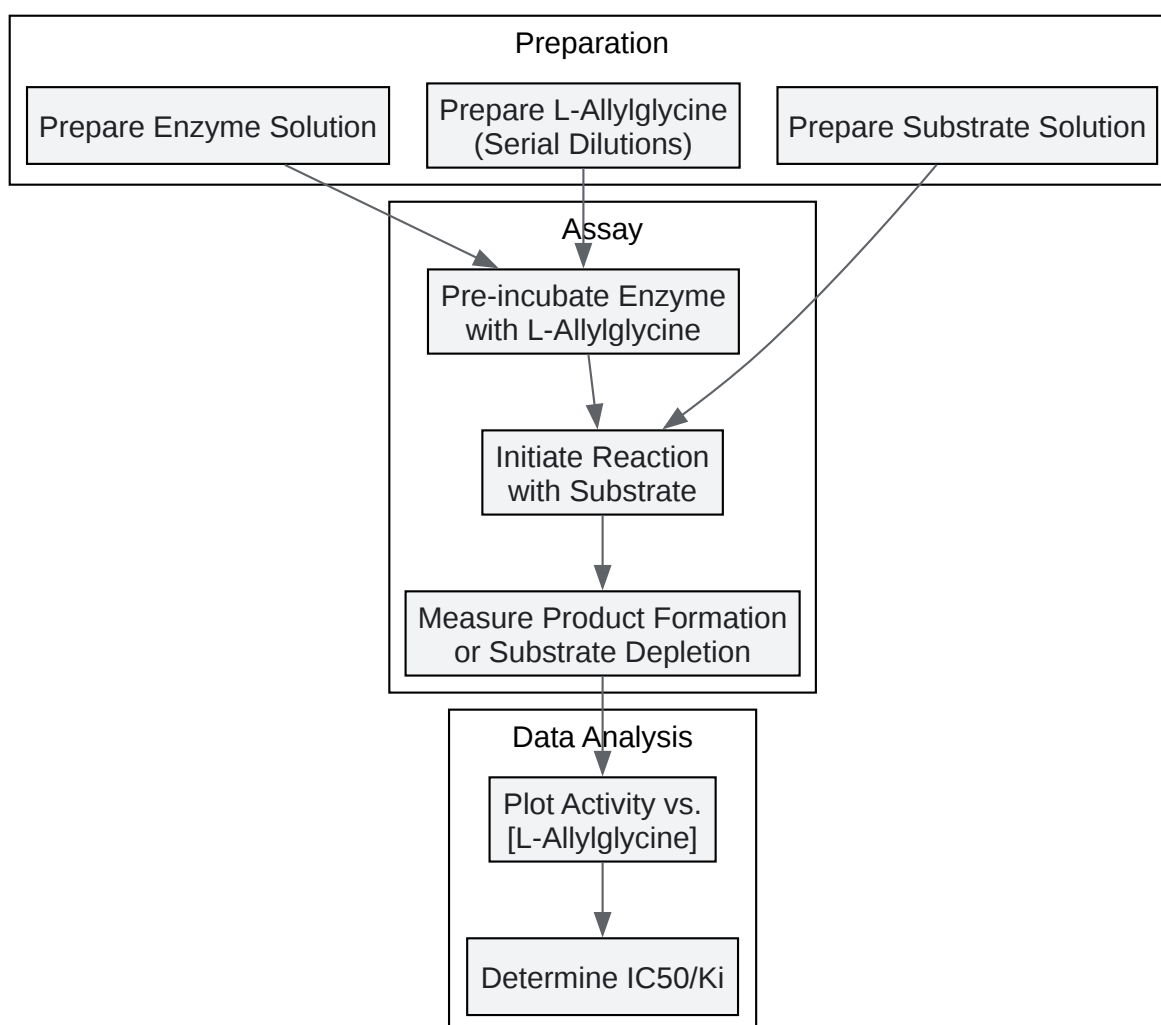 Preparation
Prepare Enzyme Solution
Prepare L-Allylglycine
(Serial Dilutions)
Prepare Substrate Solution
Assay
Pre-incubate Enzyme
with L-Allylglycine
Initiate Reaction
with Substrate
Measure Product Formation
or Substrate Depletion
Data Analysis
Plot Activity vs.
[L-Allylglycine]
Determine IC50/Ki